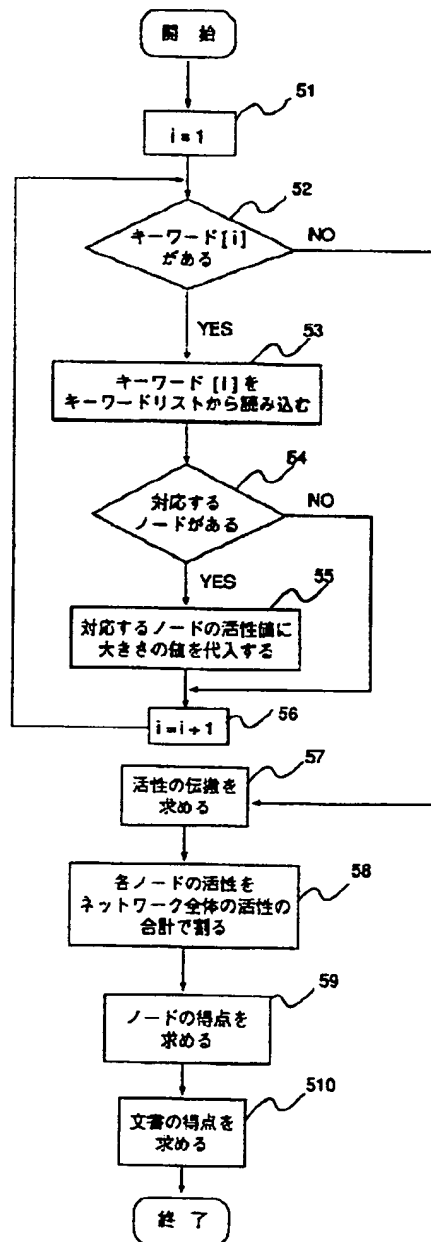 開 始
51
i = 1
52
キーワード [i]
がある
NO
YES
53
キーワード [i] を
キーワードリストから読み込む
54
対応する
ノードがある
NO
YES
55
対応するノードの活性値に
大きさの値を代入する
i = i + 1
56
57
活性の伝搬を
求める
58
各ノードの活性を
ネットワーク全体の活性の
合計で割る
59
ノードの得点を
求める
510
文書の得点を
求める
終 了